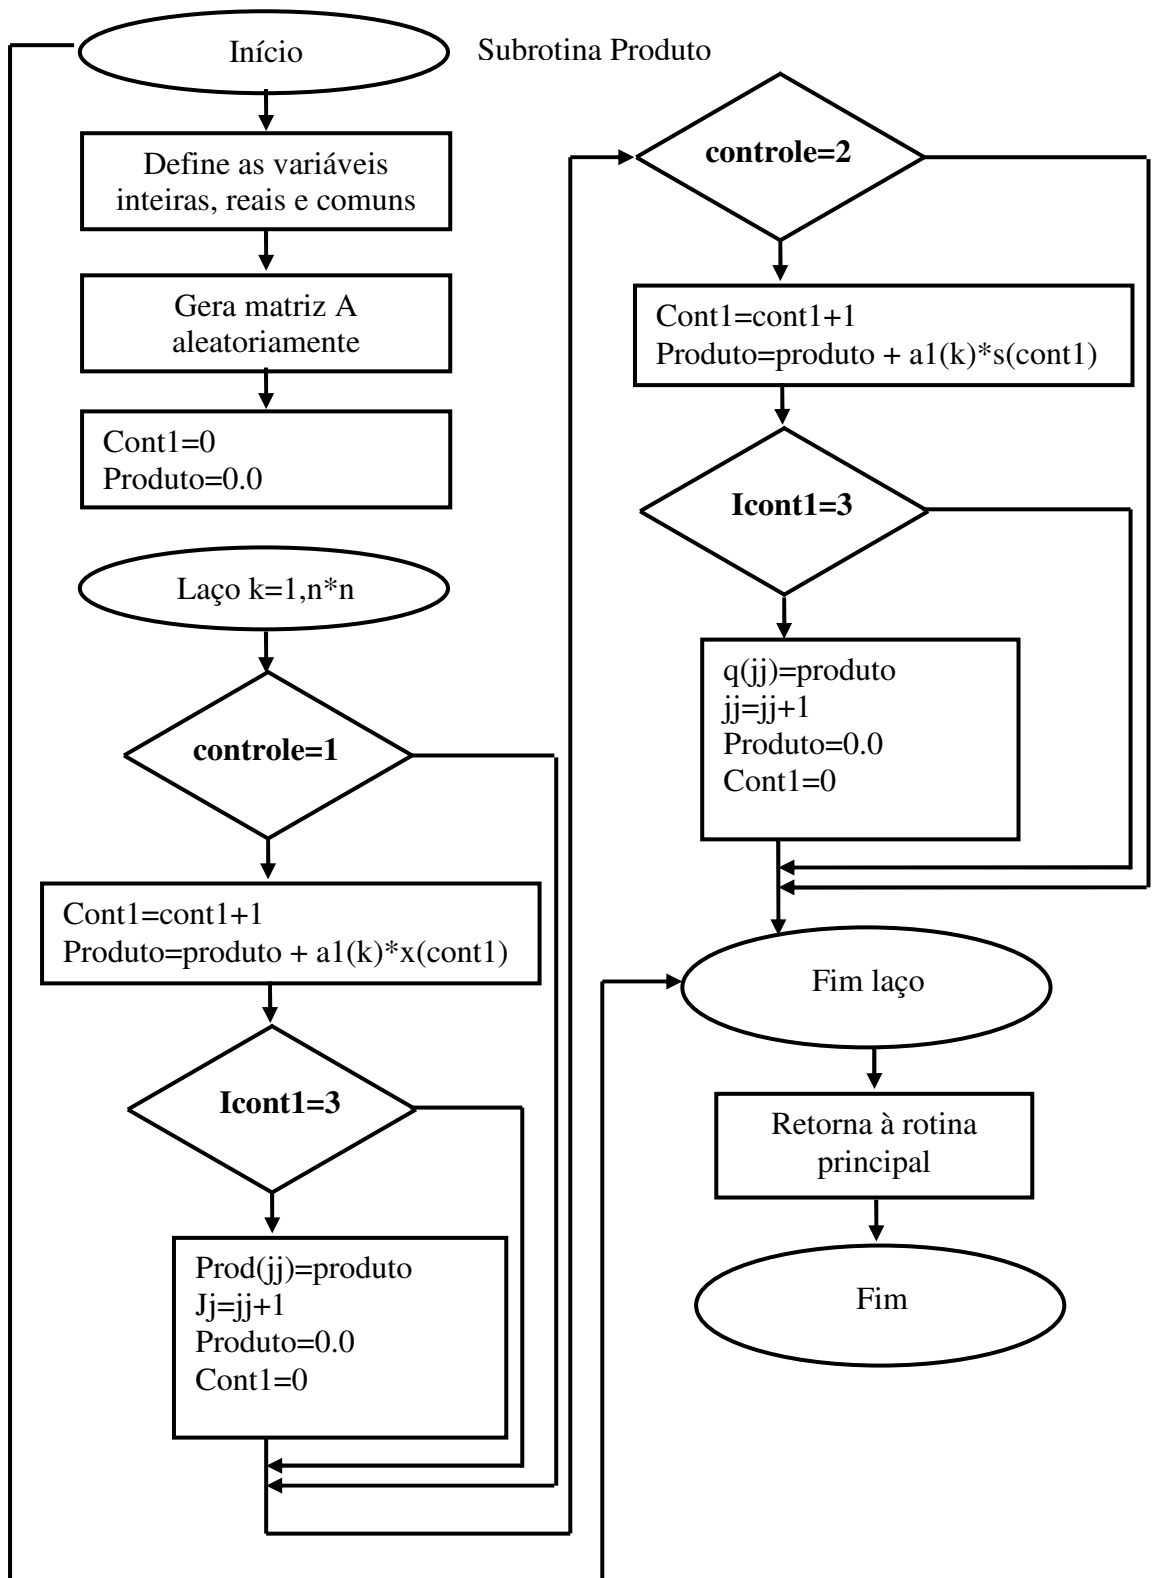 Início
Subrotina Produto
Define as variáveis
inteiras, reais e comuns
Gera matriz A
aleatoriamente
Cont1=0
Produto=0.0
Laço k=1,n*n
controle=1
Cont1=cont1+1
Produto=produto + a1(k)*x(cont1)
Icont1=3
Prod(jj)=produto
Jj=jj+1
Produto=0.0
Cont1=0
controle=2
Cont1=cont1+1
Produto=produto + a1(k)*s(cont1)
Icont1=3
q(jj)=produto
jj=jj+1
Produto=0.0
Cont1=0
Fim laço
Retorna à rotina
principal
Fim